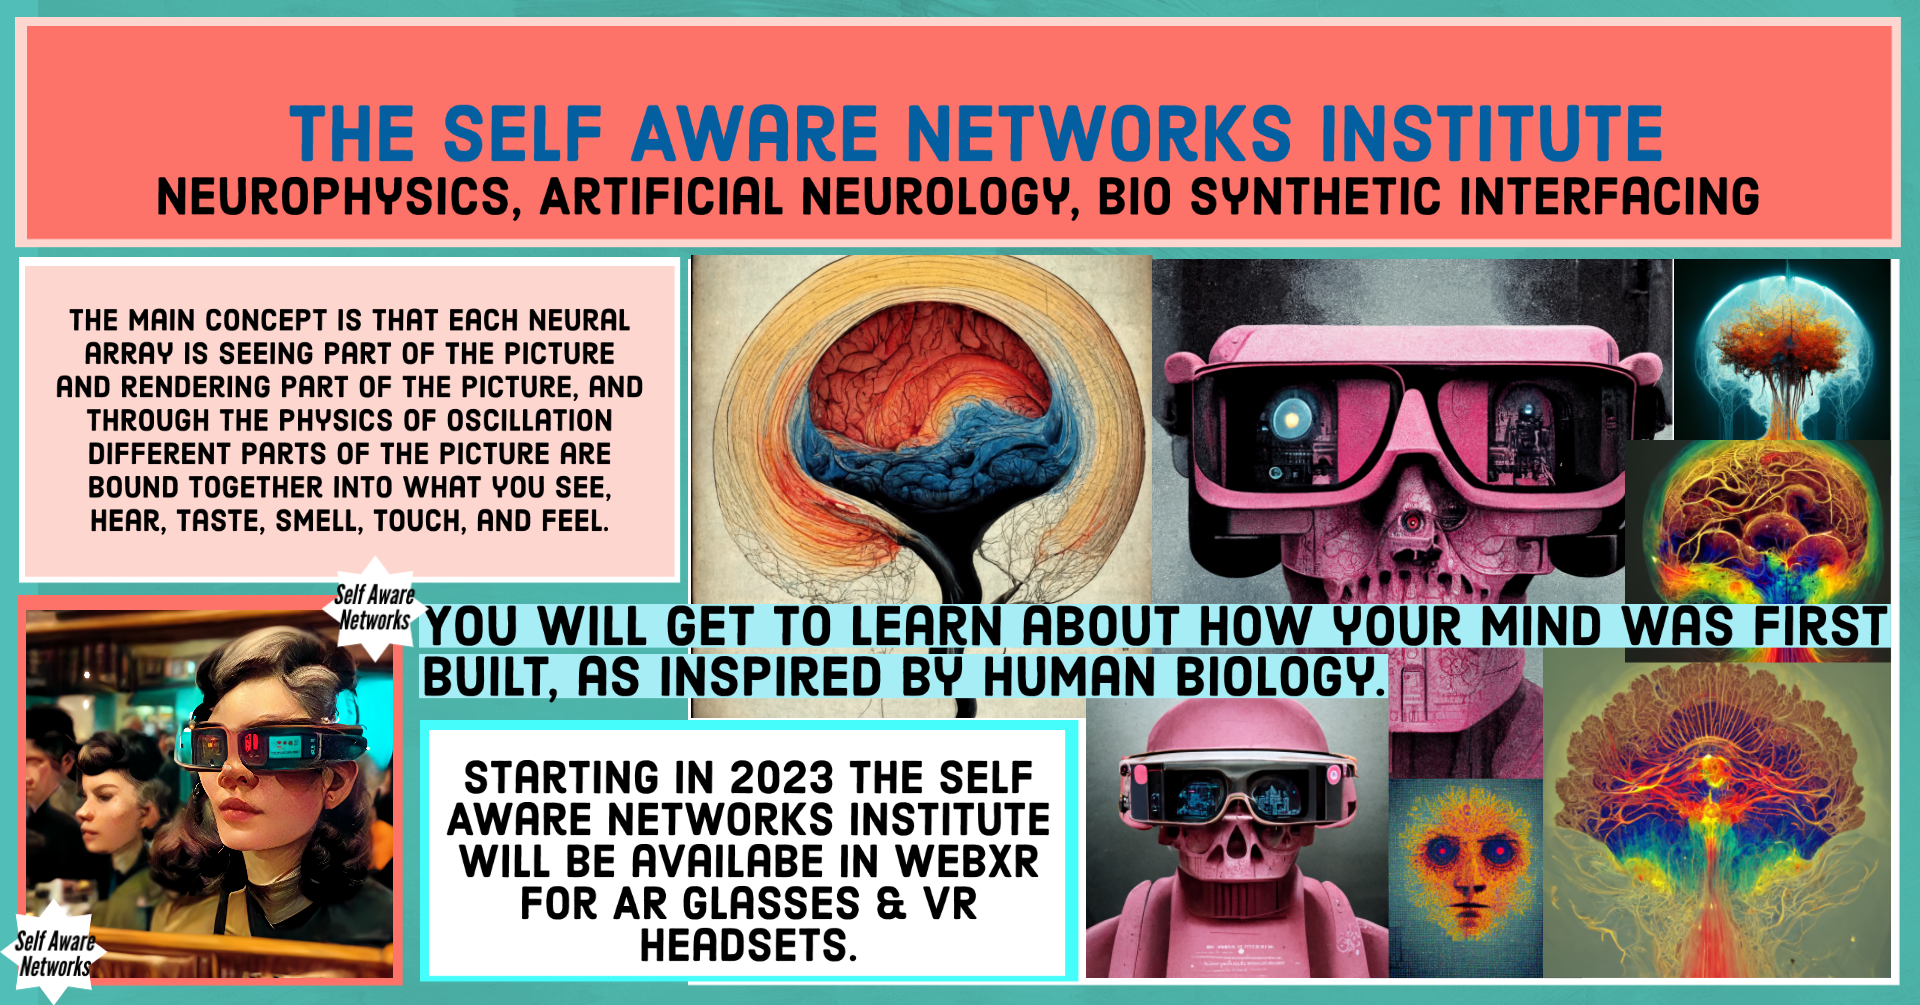 THE SELF AWARE NETWORKS INSTITUTE
NEUROPHYSICS, ARTIFICIAL NEUROLOGY, BIO SYNTHETIC INTERFACING
THE MAIN CONCEPT IS THAT EACH NEURAL
ARRAY IS SEEING PART OF THE PICTURE
AND RENDERING PART OF THE PICTURE, AND
THROUGH THE PHYSICS OF OSCILLATION
DIFFERENT PARTS OF THE PICTURE ARE
BOUND TOGETHER INTO WHAT YOU SEE,
HEAR, TASTE, SMELL, TOUCH, AND FEEL.
Self Aware
Networks
YOU WILL GET TO LEARN ABOUT HOW YOUR MIND WAS FIRST
BUILT, AS INSPIRED BY HUMAN BIOLOGY.
STARTING IN 2023 THE SELF
AWARE NETWORKS INSTITUTE
WILL BE AVAILABE IN WEBXR
FOR AR GLASSES & VR
HEADSETS.
Self Aware
Networks